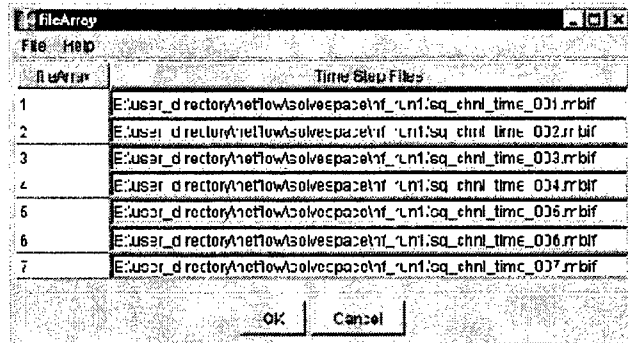 fileArray
File Help
fileArray Time Step Files
1 E:\user_directory\netflow\solvespace\nf_run1\sq_chnl_time_001.mbif
2 E:\user_directory\netflow\solvespace\nf_run1\sq_chnl_time_002.mbif
3 E:\user_directory\netflow\solvespace\nf_run1\sq_chnl_time_003.mbif
4 E:\user_directory\netflow\solvespace\nf_run1\sq_chnl_time_004.mbif
5 E:\user_directory\netflow\solvespace\nf_run1\sq_chnl_time_005.mbif
6 E:\user_directory\netflow\solvespace\nf_run1\sq_chnl_time_006.mbif
7 E:\user_directory\netflow\solvespace\nf_run1\sq_chnl_time_007.mbif
OK Cancel